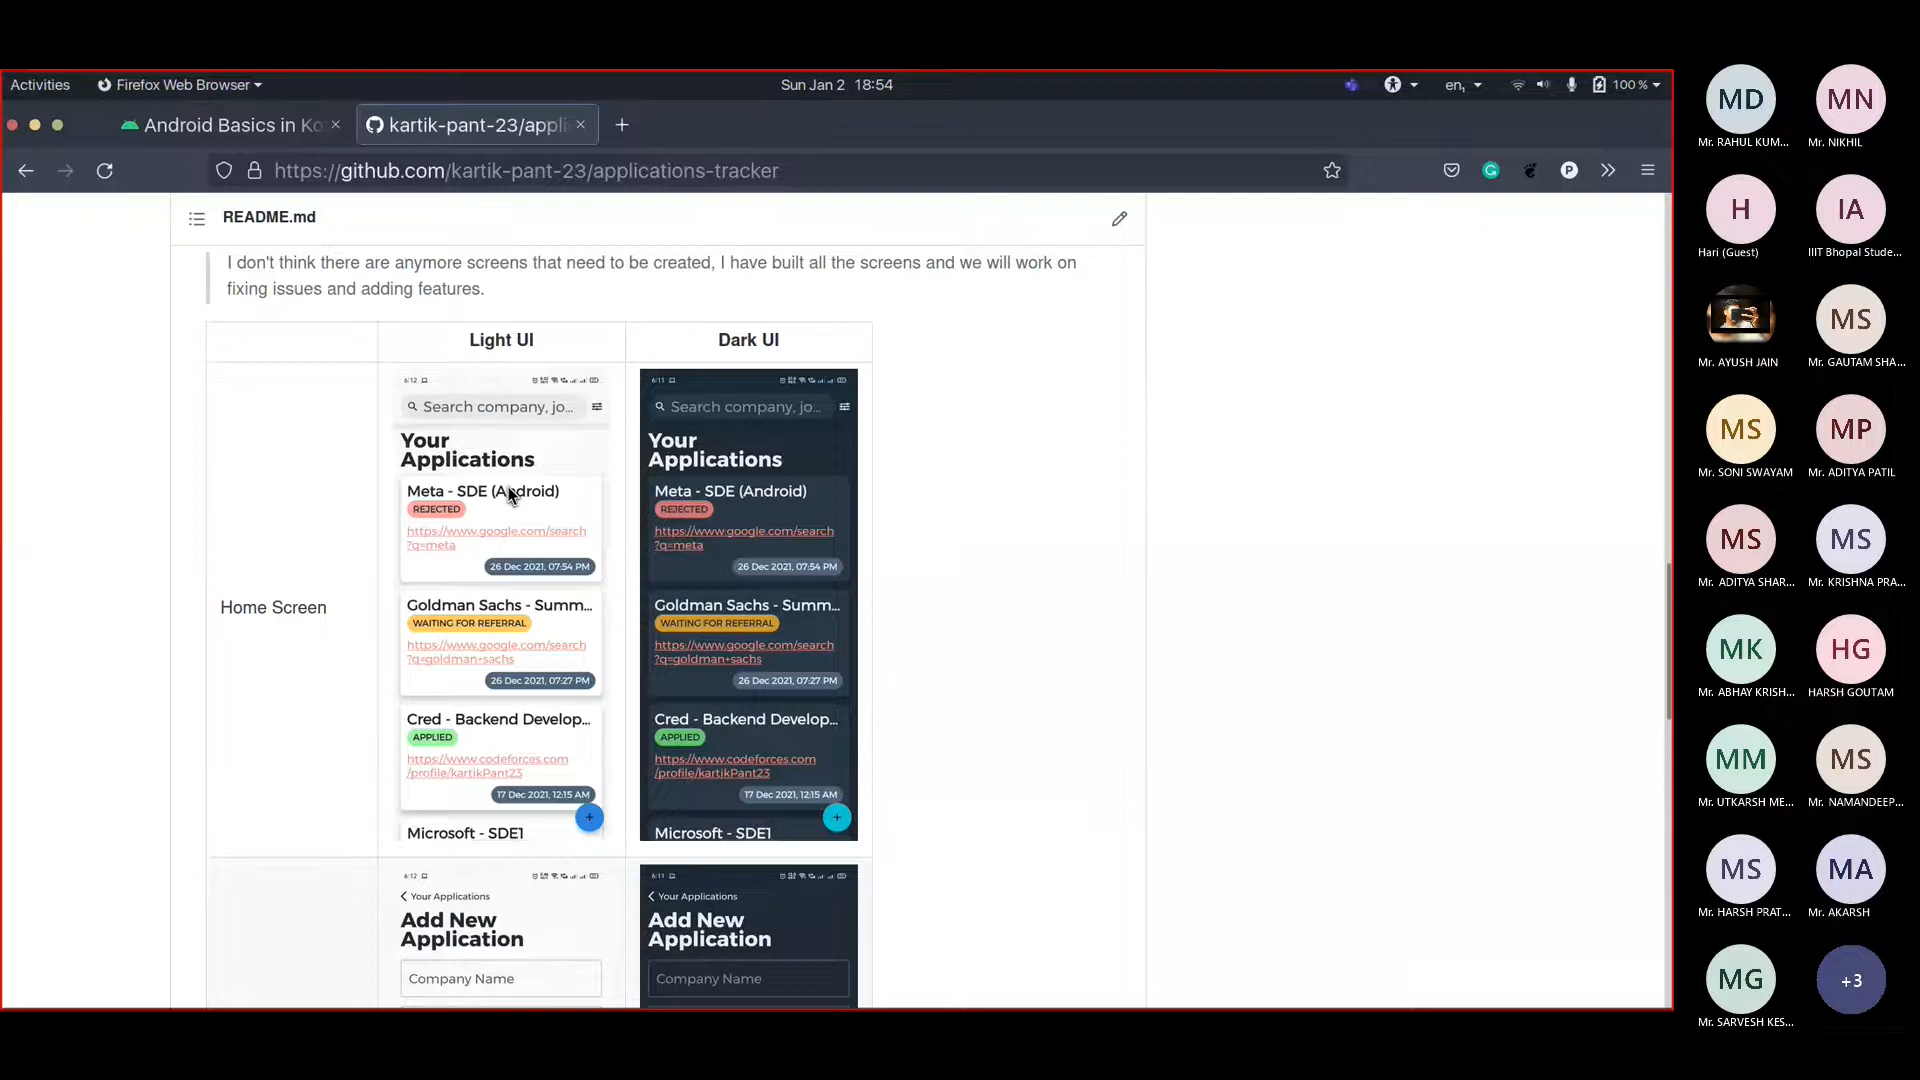 Activities
Firefox Web Browser
Sun Jan 2 18:54
en₁
100 %
Android Basics in Ko
kartik-pant-23/appli
https://github.com/kartik-pant-23/applications-tracker
README.md
I don't think there are anymore screens that need to be created, I have built all the screens and we will work on
fixing issues and adding features.
Light UI
Dark UI
Home Screen
6:12
Search company, jo...
Your
Applications
Meta - SDE (Android)
REJECTED
https://www.google.com/search
?q=meta
26 Dec 2021, 07:54 PM
Goldman Sachs - Summ...
WAITING FOR REFERRAL
https://www.google.com/search
?q=goldman+sachs
26 Dec 2021, 07:27 PM
Cred - Backend Develop...
APPLIED
https://www.codeforces.com
/profile/kartikPant23
17 Dec 2021, 12:15 AM
+
Microsoft - SDE1
6:11
Search company, jo...
Your
Applications
Meta - SDE (Android)
REJECTED
https://www.google.com/search
?q=meta
26 Dec 2021, 07:54 PM
Goldman Sachs - Summ...
WAITING FOR REFERRAL
https://www.google.com/search
?q=goldman+sachs
26 Dec 2021, 07:27 PM
Cred - Backend Develop...
APPLIED
https://www.codeforces.com
/profile/kartikPant23
17 Dec 2021, 12:15 AM
+
Microsoft - SDE1
6:12
Your Applications
Add New
Application
Company Name
6:11
Your Applications
Add New
Application
Company Name
MD
Mr. RAHUL KUM...
MN
Mr. NIKHIL
H
Hari (Guest)
IA
IIIT Bhopal Stude...
Mr. AYUSH JAIN
MS
Mr. GAUTAM SHA...
MS
Mr. SONI SWAYAM
MP
Mr. ADITYA PATIL
MS
Mr. ADITYA SHAR...
MS
Mr. KRISHNA PRA...
MK
Mr. ABHAY KRISH...
HG
HARSH GOUTAM
MM
Mr. UTKARSH ME...
MS
Mr. NAMANDEEP...
MS
Mr. HARSH PRAT...
MA
Mr. AKARSH
MG
Mr. SARVESH KES...
+3